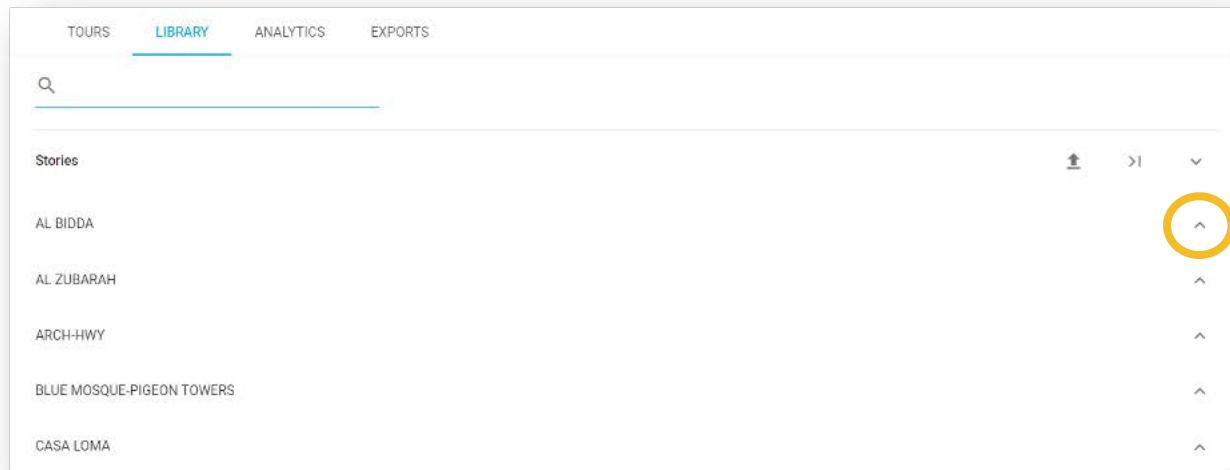 TOURS LIBRARY ANALYTICS EXPORTS
Stories
AL BIDDA
AL ZUBARAH
ARCH-HWY
BLUE MOSQUE-PIGEON TOWERS
CASA LOMA